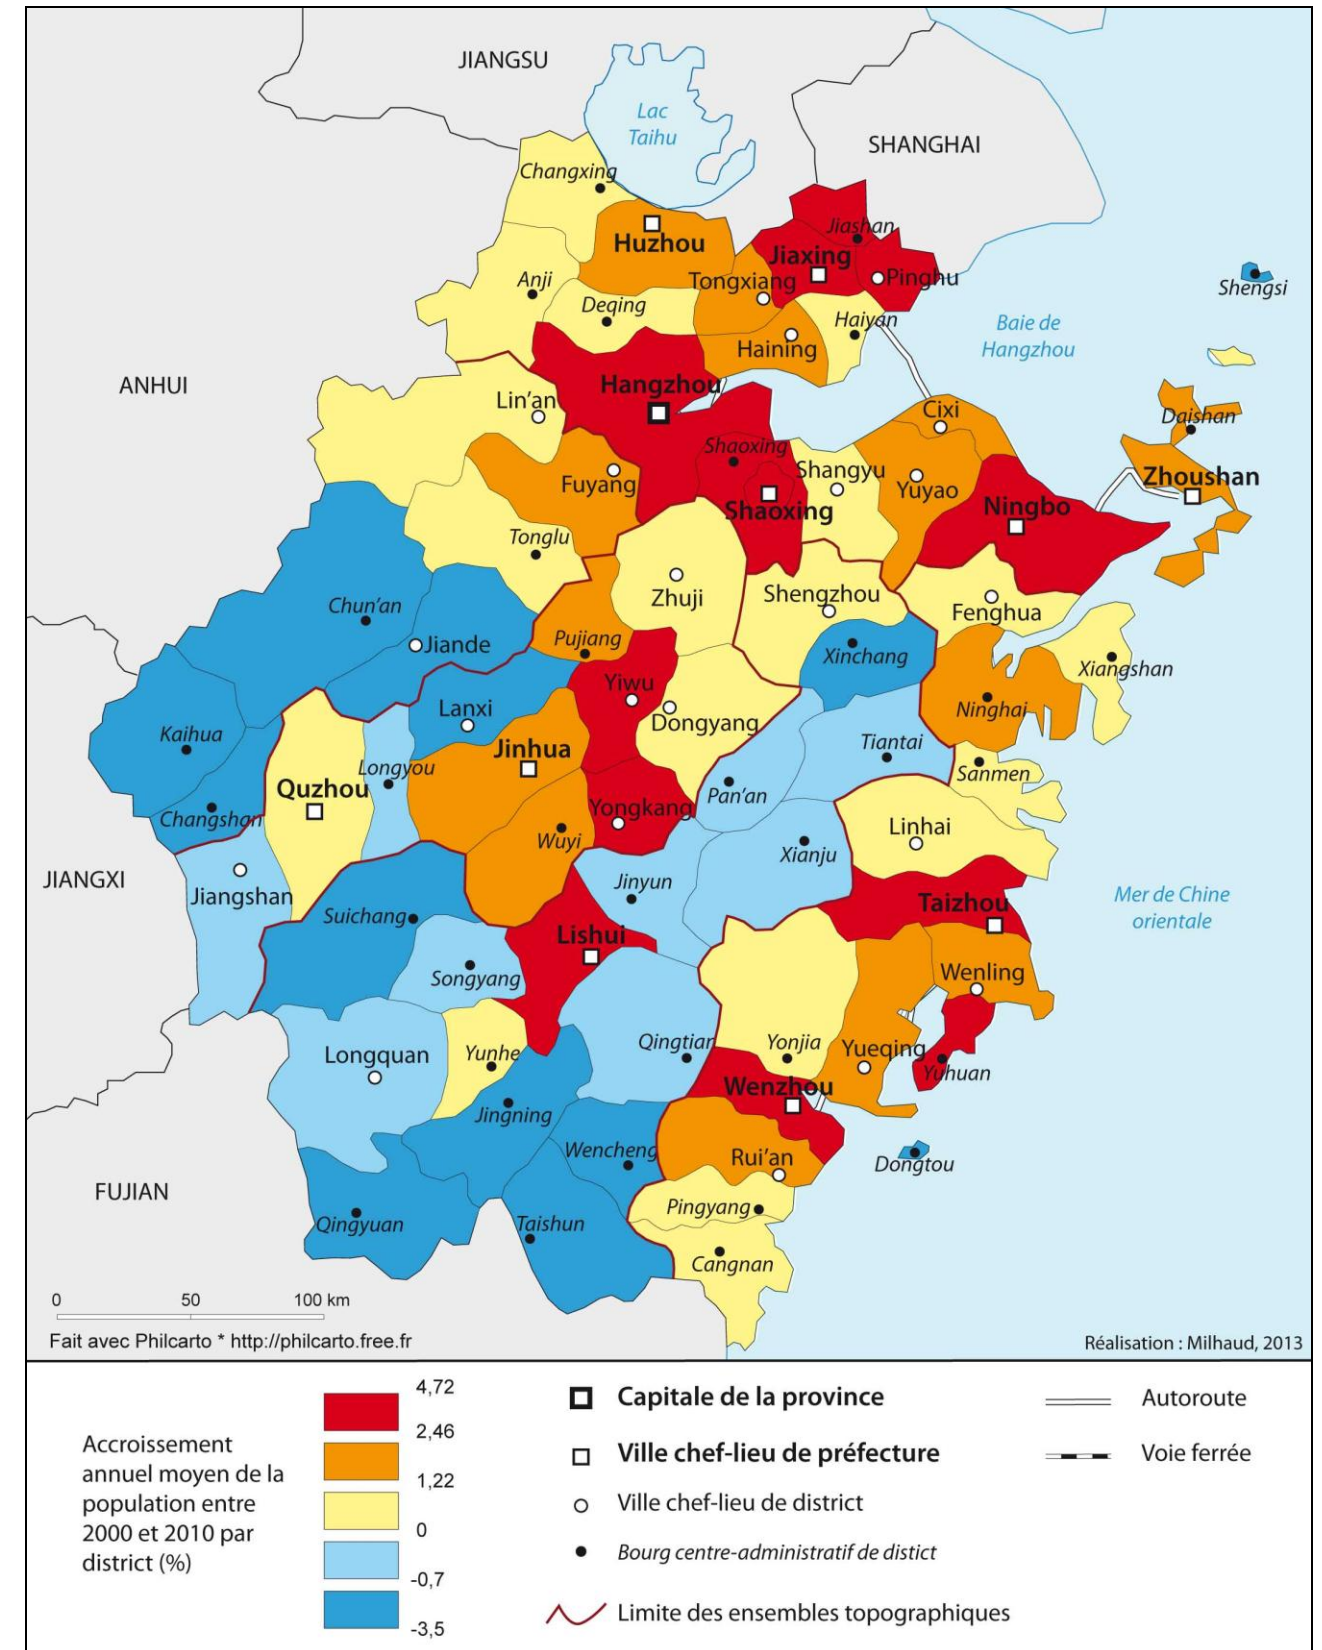 JIANGSU
Lac
Taihu
SHANGHAI
Changxing
Huzhou
Jiashan
Jiaxing
Pinghu
Tongxiang
Anji
Deqing
Shengsi
Haiyan
Baie de
Hangzhou
Haining
ANHUI
Hangzhou
Lin'an
Cixi
Daishan
Shaoxing
Shangyu
Zhoushan
Fuyang
Yuyao
Shaoxing
Ningbo
Tonglu
Zhuji
Shengzhou
Fenghua
Chun'an
Jiande
Pujiang
Xinchang
Xiangshan
Yiwu
Lanxi
Dongyang
Ninghai
Kaihua
Jinhua
Tiantai
Longyou
Sanmen
Quzhou
Pan'an
Changshan
Yongkang
Linhai
Wuyi
Xianju
JIANGXI
Jiangshan
Jinyun
Mer de Chine
orientale
Suichang
Taizhou
Lishui
Songyang
Wenling
Longquan
Yunhe
Qingtian
Yonjia
Yueqing
Yuhuan
Wenzhou
Jingning
Wencheng
Rui'an
Dongtou
FUJIAN
Pingyang
Qingyuan
Taishun
Cangnan
0 50 100 km
Fait avec Philcarto * http://philcarto.free.fr
Réalisation : Milhaud, 2013
Accroissement
annuel moyen de la
population entre
2000 et 2010 par
district (%)
4,72
2,46
1,22
0
-0,7
-3,5
Capitale de la province
Ville chef-lieu de préfecture
Ville chef-lieu de district
Bourg centre-administratif de distict
Limite des ensembles topographiques
Autoroute
Voie ferrée